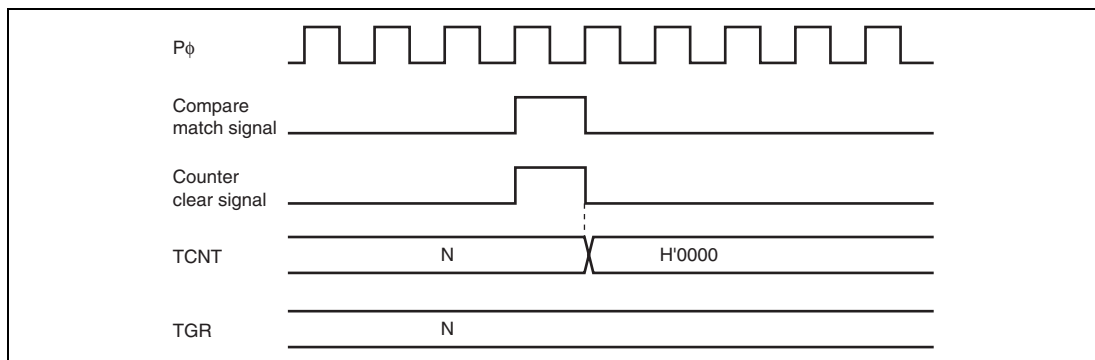 Pϕ
Compare
match signal
Counter
clear signal
TCNT
N
H'0000
TGR
N